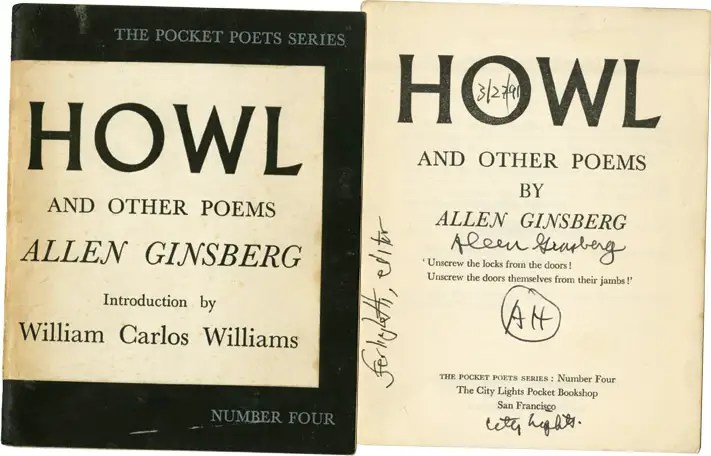 THE POCKET POETS SERIES
HOWL
AND OTHER POEMS
ALLEN GINSBERG
Introduction by
William Carlos Williams
NUMBER FOUR
HOWL
3/27/91
AND OTHER POEMS
BY
ALLEN GINSBERG
Allen Ginsberg
'Unscrew the locks from the doors!
Unscrew the doors themselves from their jambs!'
AH
Ferlinghetti, editor
THE POCKET POETS SERIES : Number Four
The City Lights Pocket Bookshop
San Francisco
City Lights.